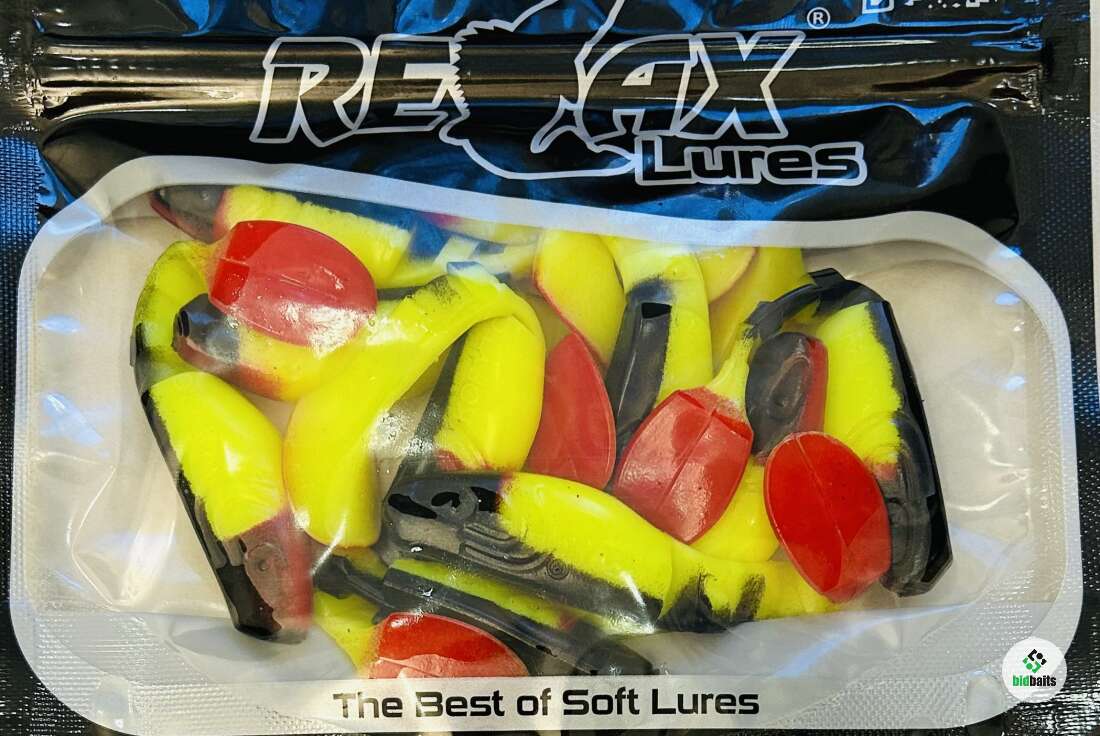 RELAX®
Lures
The Best of Soft Lures
bidbaits